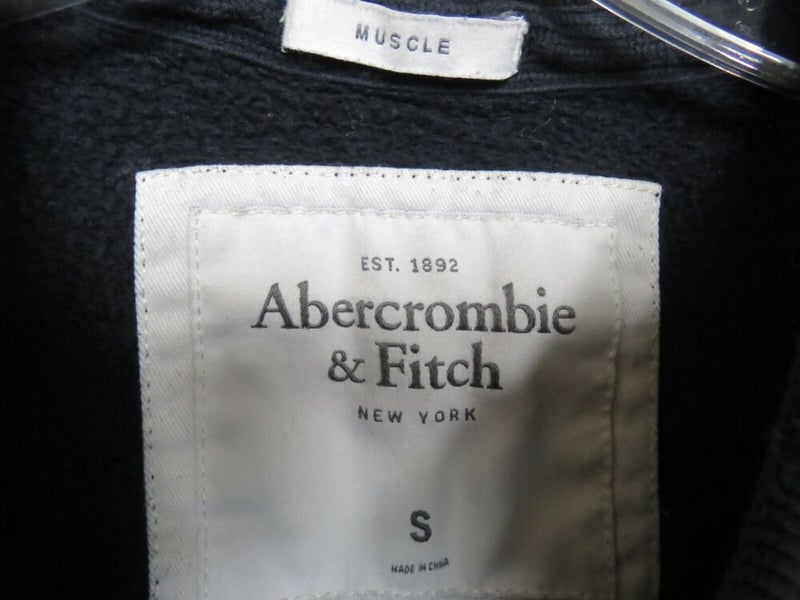 MUSCLE
EST. 1892
Abercrombie
& Fitch
NEW YORK
S
MADE IN CHINA